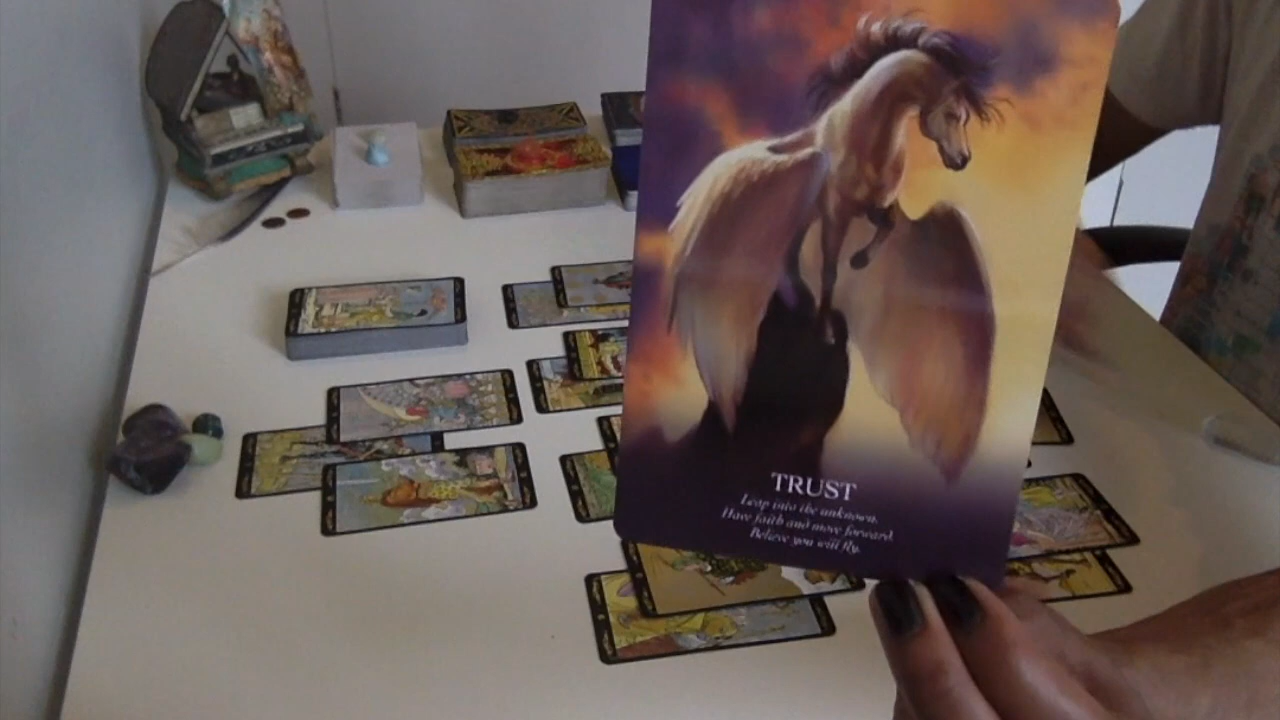 TRUST
Leap into the unknown.
Have faith and move forward.
Believe you will fly.